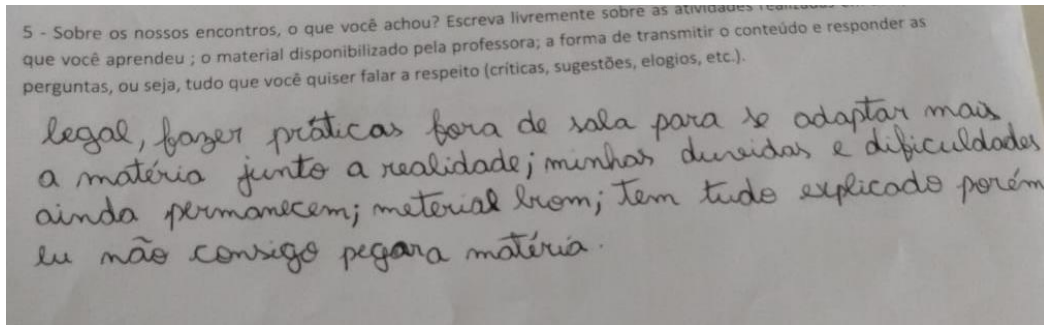 5 - Sobre os nossos encontros, o que você achou? Escreva livremente sobre as atividades
que você aprendeu ; o material disponibilizado pela professora; a forma de transmitir o conteúdo e responder as
perguntas, ou seja, tudo que você quiser falar a respeito (críticas, sugestões, elogios, etc.).
legal, fazer práticas fora de sala para se adaptar mais
a matéria junto a realidade; minhas duvidas e dificuldades
ainda permanecem; meterial bom; tem tudo explicado porém
eu não consigo pegar a matéria.